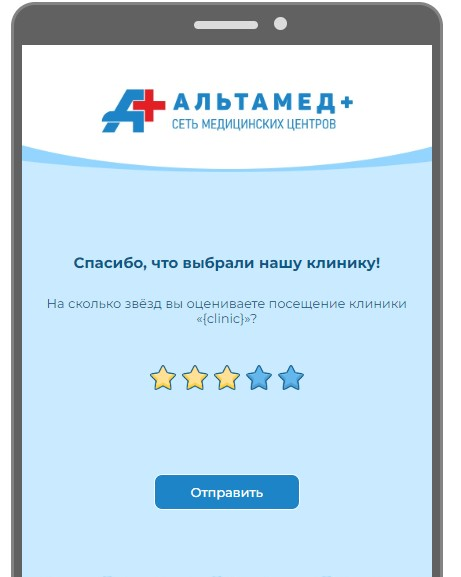 АЛЬТАМЕД+
СЕТЬ МЕДИЦИНСКИХ ЦЕНТРОВ
Спасибо, что выбрали нашу клинику!
На сколько звёзд вы оцениваете посещение клиники
«{clinic}»?
Отправить